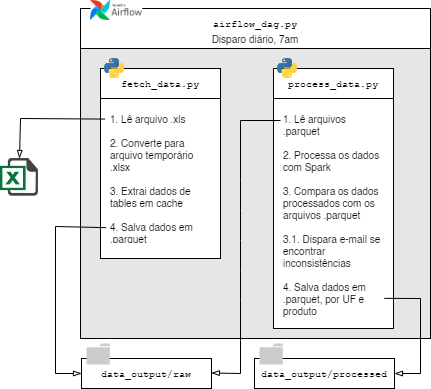 Airflow
airflow_dag.py
Disparo diário, 7am
fetch_data.py
1. Lê arquivo .xls
2. Converte para
arquivo temporário
.xlsx
3. Extrai dados de
tables em cache
4. Salva dados em
.parquet
process_data.py
1. Lê arquivos
.parquet
2. Processa os dados
com Spark
3. Compara os dados
processados com os
arquivos .parquet
3.1. Dispara e-mail se
encontrar
inconsistências
4. Salva dados em
.parquet, por UF e
produto
X
data_output/raw
data_output/processed